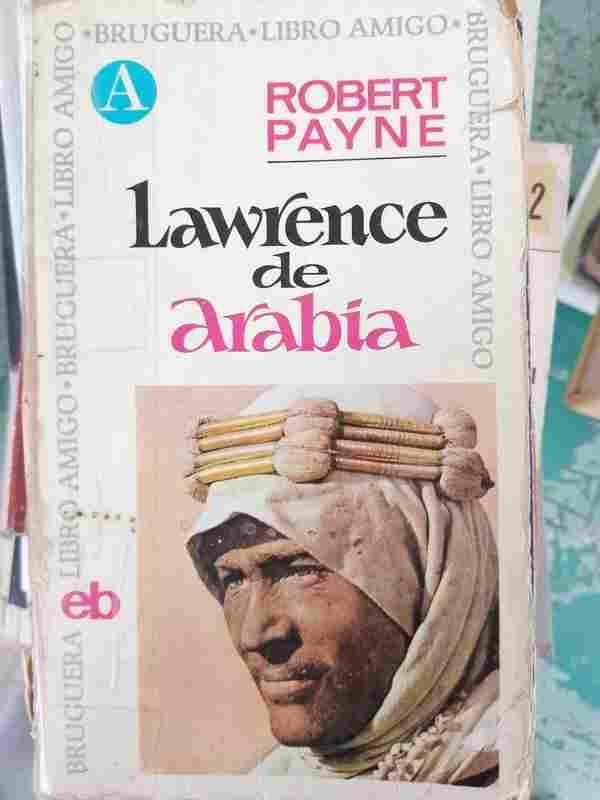 • BRUGUERA • LIBRO AMIGO •
BRUGUERA • LIBRO AMIGO
BRUGUERA LIBRO AMIGO • BRUGUERA • LIBRO AMIGO
A
ROBERT
PAYNE
Lawrence
de
arabia
eb
2